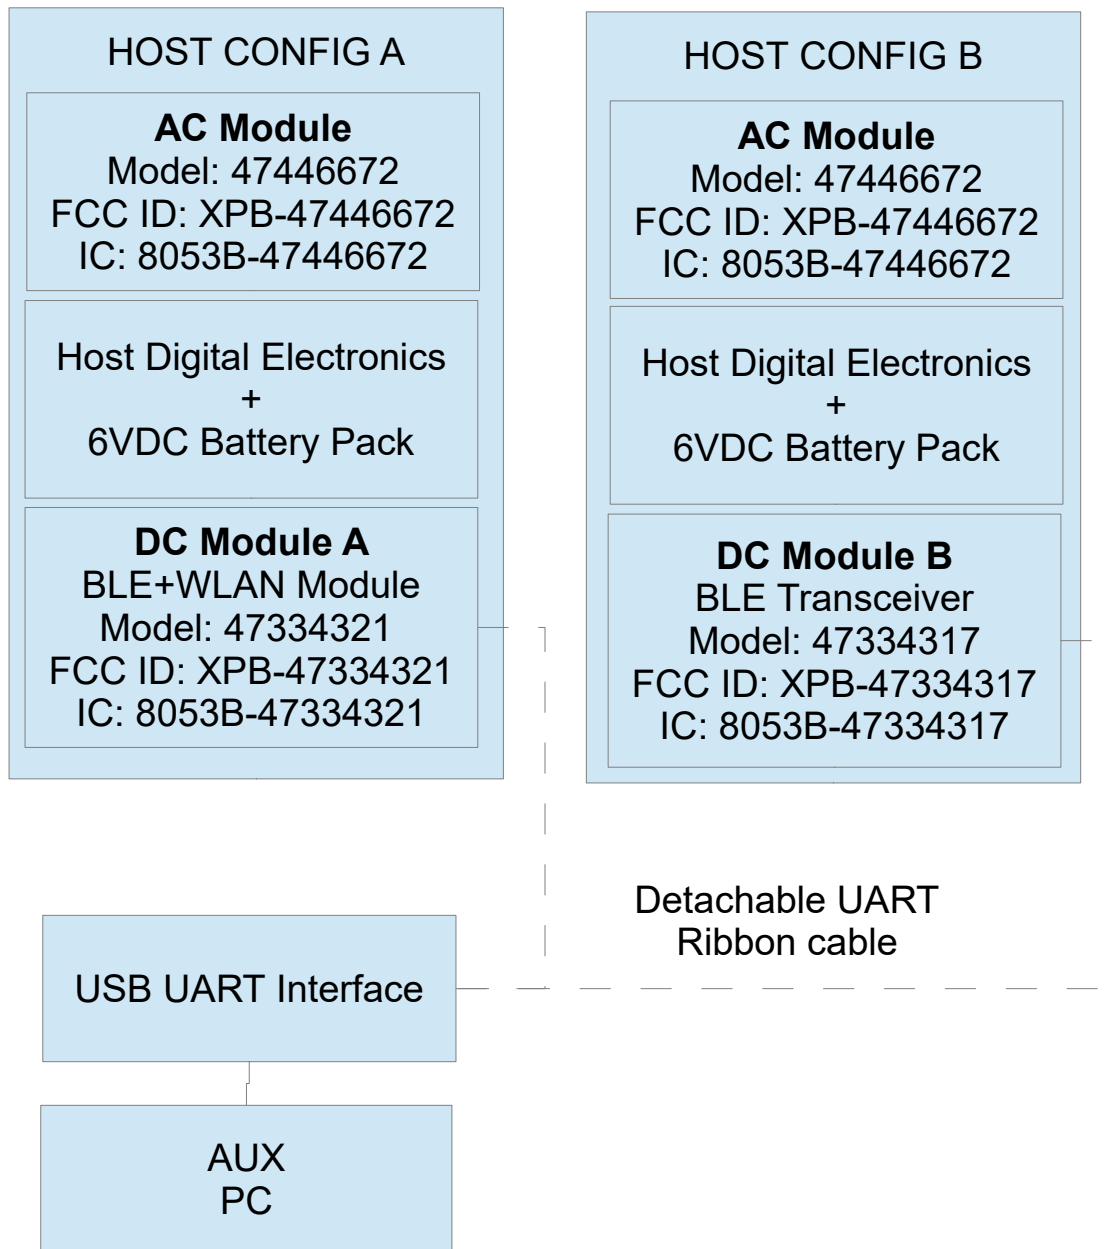 HOST CONFIG A
AC Module
Model: 47446672
FCC ID: XPB-47446672
IC: 8053B-47446672
Host Digital Electronics
+
6VDC Battery Pack
DC Module A
BLE+WLAN Module
Model: 47334321
FCC ID: XPB-47334321
IC: 8053B-47334321
HOST CONFIG B
AC Module
Model: 47446672
FCC ID: XPB-47446672
IC: 8053B-47446672
Host Digital Electronics
+
6VDC Battery Pack
DC Module B
BLE Transceiver
Model: 47334317
FCC ID: XPB-47334317
IC: 8053B-47334317
Detachable UART
Ribbon cable
USB UART Interface
AUX
PC